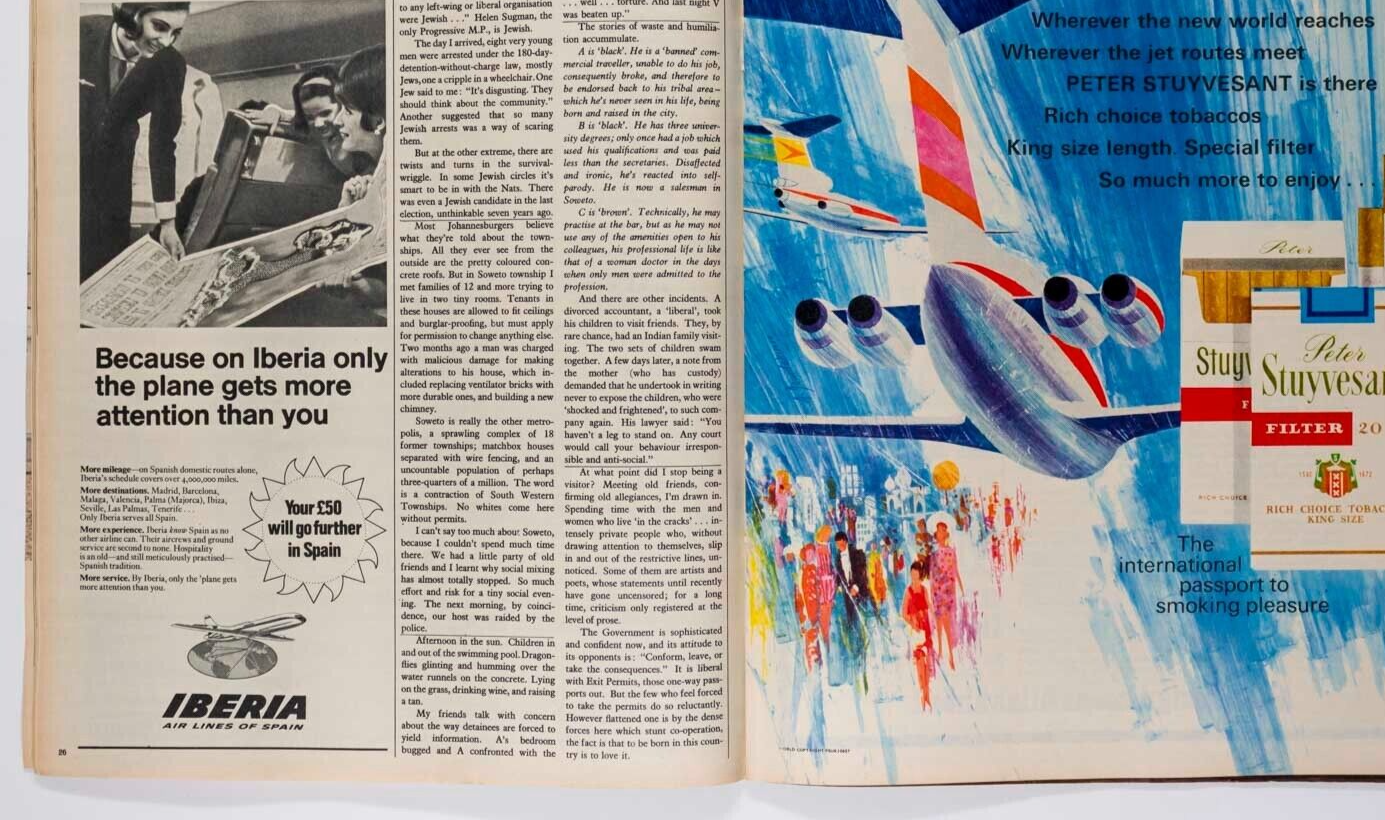 Because on Iberia only
the plane gets more
attention than you
More mileage—on Spanish domestic routes alone,
Iberia's schedule covers over 4,000,000 miles.
More destinations. Madrid, Barcelona,
Malaga, Valencia, Palma (Majorca), Ibiza,
Seville, Las Palmas, Tenerife . . .
Only Iberia serves all Spain.
More experience. Iberia know Spain as no
other airline can. Their aircrews and ground
service are second to none. Hospitality
is an old—and still meticulously practised—
Spanish tradition.
More service. By Iberia, only the 'plane gets
more attention than you.
Your £50
will go further
in Spain
IBERIA
AIR LINES OF SPAIN
26
to any left-wing or liberal organisation
were Jewish . . ." Helen Sugman, the
only Progressive M.P., is Jewish.
The day I arrived, eight very young
men were arrested under the 180-day-
detention-without-charge law, mostly
Jews, one a cripple in a wheelchair. One
Jew said to me: "It's disgusting. They
should think about the community."
Another suggested that so many
Jewish arrests was a way of scaring
them.
But at the other extreme, there are
twists and turns in the survival-
wriggle. In some Jewish circles it's
smart to be in with the Nats. There
was even a Jewish candidate in the last
election, unthinkable seven years ago.
Most Johannesburgers believe
what they're told about the town-
ships. All they ever see from the
outside are the pretty coloured con-
crete roofs. But in Soweto township I
met families of 12 and more trying to
live in two tiny rooms. Tenants in
these houses are allowed to fit ceilings
and burglar-proofing, but must apply
for permission to change anything else.
Two months ago a man was charged
with malicious damage for making
alterations to his house, which in-
cluded replacing ventilator bricks with
more durable ones, and building a new
chimney.
Soweto is really the other metro-
polis, a sprawling complex of 18
former townships; matchbox houses
separated with wire fencing, and an
uncountable population of perhaps
three-quarters of a million. The word
is a contraction of South Western
Townships. No whites come here
without permits.
I can't say too much about Soweto,
because I couldn't spend much time
there. We had a little party of old
friends and I learnt why social mixing
has almost totally stopped. So much
effort and risk for a tiny social even-
ing. The next morning, by coinci-
dence, our host was raided by the
police.
Afternoon in the sun. Children in
and out of the swimming pool. Dragon-
flies glinting and humming over the
water runnels on the concrete. Lying
on the grass, drinking wine, and raising
a tan.
My friends talk with concern
about the way detainees are forced to
yield information. A's bedroom
bugged and A confronted with the
. . . well . . . torture. And last night V
was beaten up."
The stories of waste and humilia-
tion accumulate.
A is 'black'. He is a 'banned' com-
mercial traveller, unable to do his job,
consequently broke, and therefore to
be endorsed back to his tribal area—
which he's never seen in his life, being
born and raised in the city.
B is 'black'. He has three univer-
sity degrees; only once had a job which
used his qualifications and was paid
less than the secretaries. Disaffected
and ironic, he's reacted into self-
parody. He is now a salesman in
Soweto.
C is 'brown'. Technically, he may
practise at the bar, but as he may not
use any of the amenities open to his
colleagues, his professional life is like
that of a woman doctor in the days
when only men were admitted to the
profession.
And there are other incidents. A
divorced accountant, a 'liberal', took
his children to visit friends. They, by
rare chance, had an Indian family visit-
ing. The two sets of children swam
together. A few days later, a note from
the mother (who has custody)
demanded that he undertook in writing
never to expose the children, who were
'shocked and frightened', to such com-
pany again. His lawyer said: "You
haven't a leg to stand on. Any court
would call your behaviour irrespon-
sible and anti-social."
At what point did I stop being a
visitor? Meeting old friends, con-
firming old allegiances, I'm drawn in.
Spending time with the men and
women who live 'in the cracks' . . . in-
tensely private people who, without
drawing attention to themselves, slip
in and out of the restrictive lines, un-
noticed. Some of them are artists and
poets, whose statements until recently
have gone uncensored; for a long
time, criticism only registered at the
level of prose.
The Government is sophisticated
and confident now, and its attitude to
its opponents is: "Conform, leave, or
take the consequences." It is liberal
with Exit Permits, those one-way pass-
ports out. But the few who feel forced
to take the permits do so reluctantly.
However flattened one is by the dense
forces here which stunt co-operation,
the fact is that to be born in this coun-
try is to love it.
Wherever the new world reaches
Wherever the jet routes meet
PETER STUYVESANT is there
Rich choice tobaccos
King size length. Special filter
So much more to enjoy . . .
Peter
Stuyv
F
RICH CHOICE
Peter
Stuyvesa
FILTER 20
RICH CHOICE TOBAC
KING SIZE
The
international
passport to
smoking pleasure